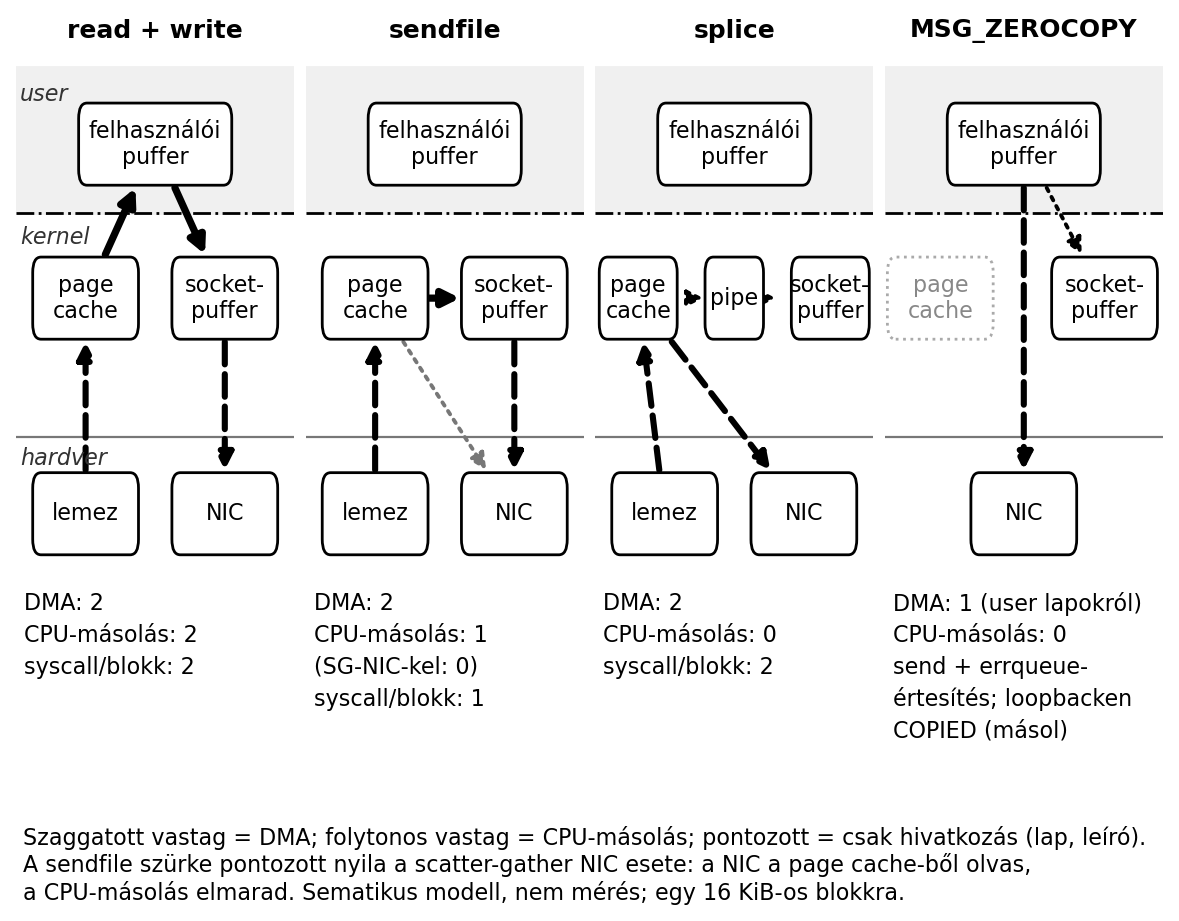 read + write
sendfile
splice
MSG_ZEROCOPY
user
felhasználói
puffer
felhasználói
puffer
felhasználói
puffer
felhasználói
puffer
kernel
page
cache
socket-
puffer
page
cache
socket-
puffer
page
cache
pipe
socket-
puffer
page
cache
socket-
puffer
hardver
lemez
NIC
lemez
NIC
lemez
NIC
NIC
DMA: 2
CPU-másolás: 2
syscall/blokk: 2
DMA: 2
CPU-másolás: 1
(SG-NIC-kel: 0)
syscall/blokk: 1
DMA: 2
CPU-másolás: 0
syscall/blokk: 2
DMA: 1 (user lapokról)
CPU-másolás: 0
send + errqueue-
értesítés; loopbacken
COPIED (másol)
Szaggatott vastag = DMA; folytonos vastag = CPU-másolás; pontozott = csak hivatkozás (lap, leíró).
A sendfile szürke pontozott nyila a scatter-gather NIC esete: a NIC a page cache-ből olvas,
a CPU-másolás elmarad. Sematikus modell, nem mérés; egy 16 KiB-os blokkra.